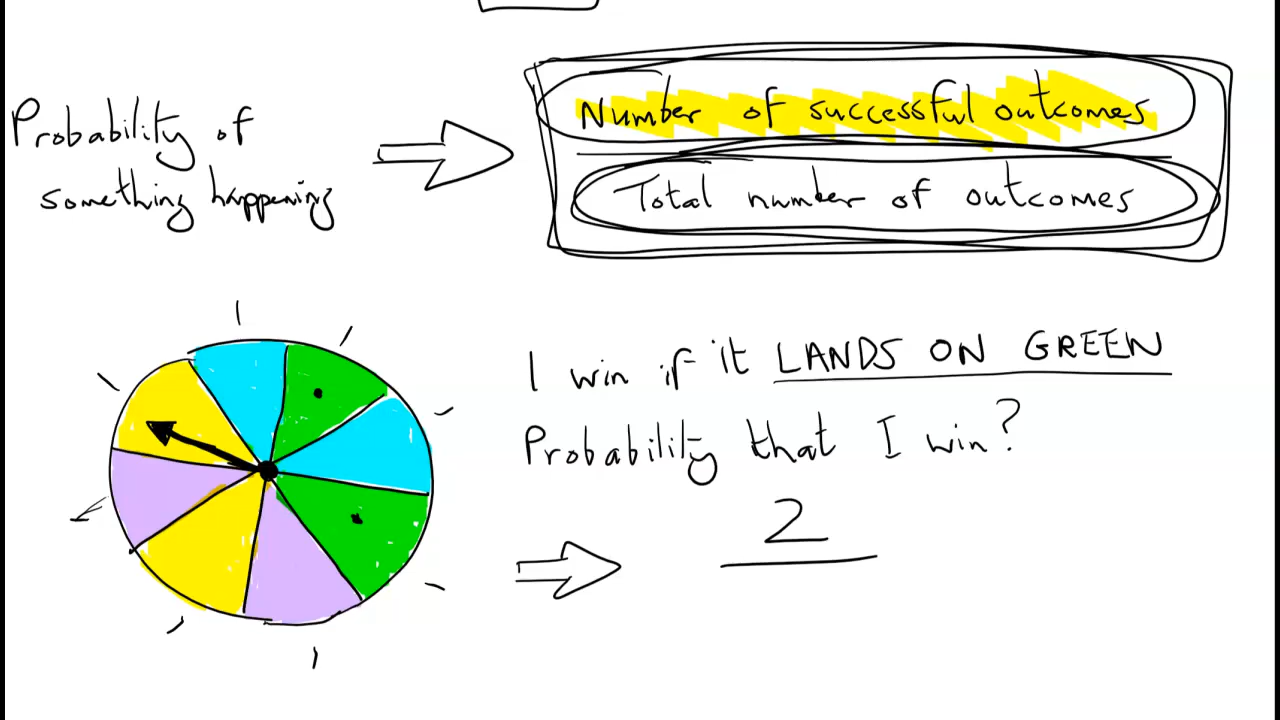 Probability of
something happening
Number of successful outcomes
Total number of outcomes
I win if it LANDS ON GREEN
Probability that I win?
2